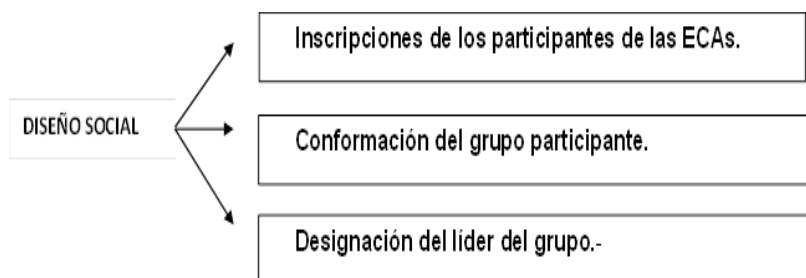 Inscripciones de los participantes de las ECAs.
DISEÑO SOCIAL
Conformación del grupo participante.
Designación del líder del grupo.-